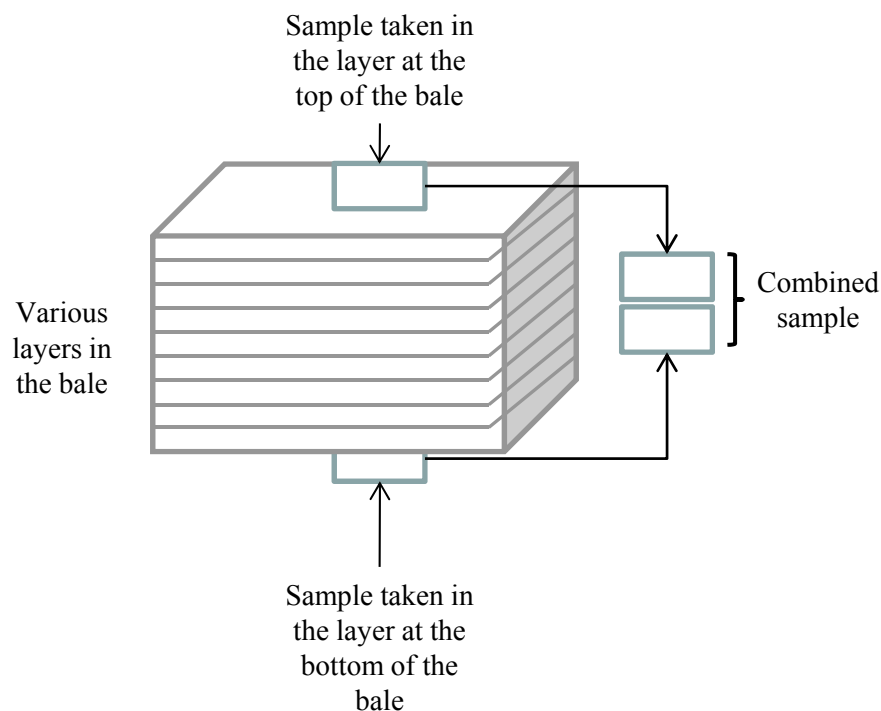 Sample taken in
the layer at the
top of the bale
Various
layers in
the bale
Combined
sample
Sample taken in
the layer at the
bottom of the
bale